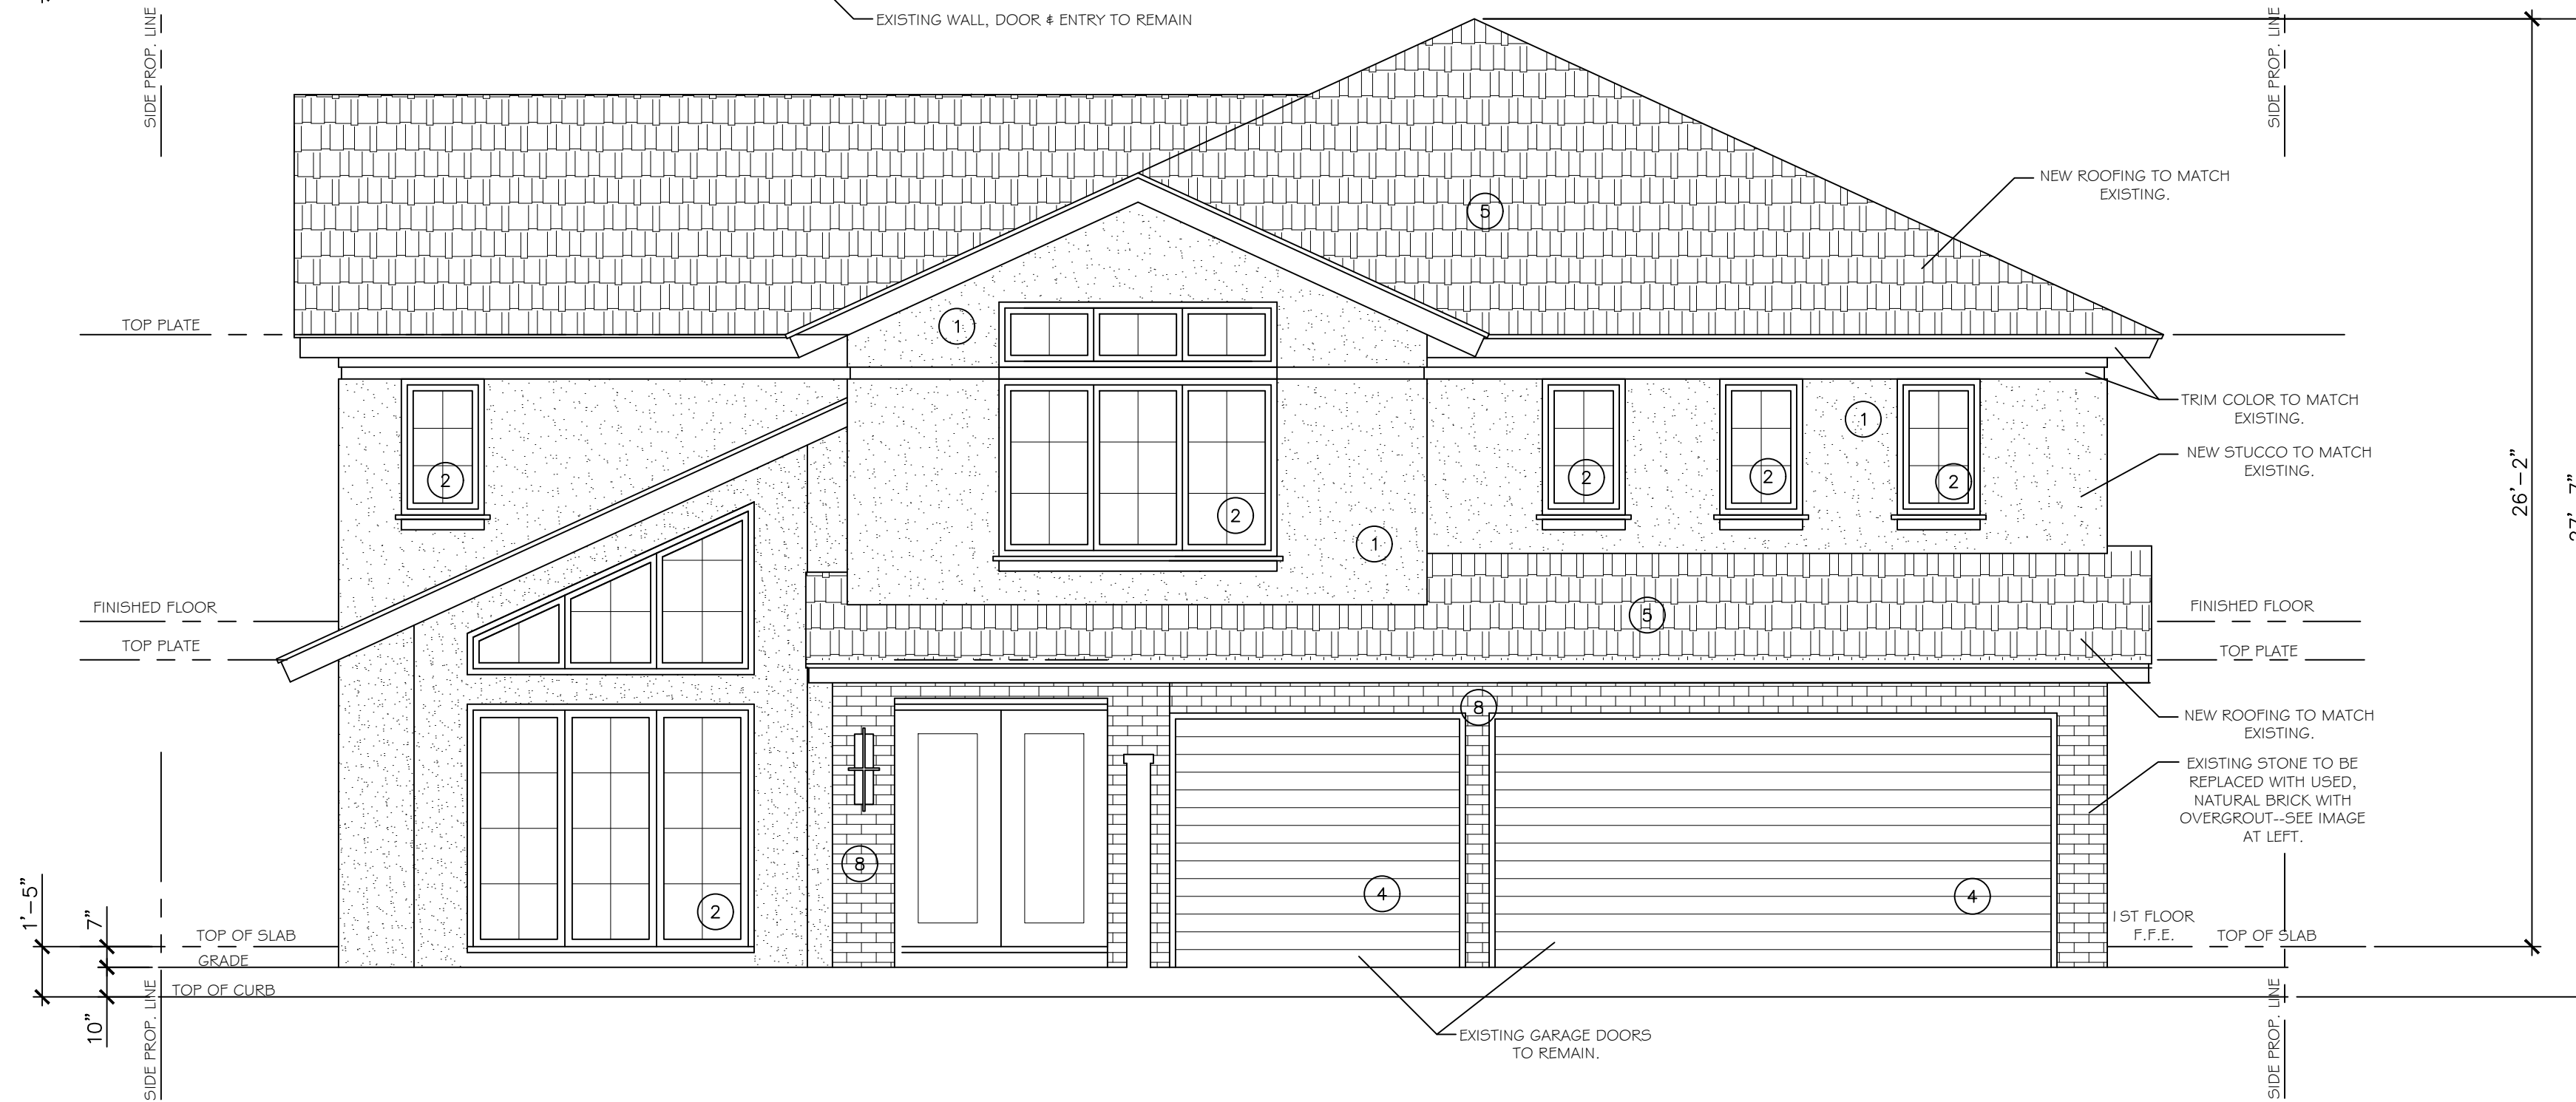 EXISTING WALL, DOOR & ENTRY TO REMAIN
SIDE PROP. LINE
SIDE PROP. LINE
NEW ROOFING TO MATCH
EXISTING.
5
TOP PLATE
1
TRIM COLOR TO MATCH
EXISTING.
1
NEW STUCCO TO MATCH
EXISTING.
2
2
2
2
2
1
26'-2"
FINISHED FLOOR
TOP PLATE
5
FINISHED FLOOR
TOP PLATE
NEW ROOFING TO MATCH
EXISTING.
8
EXISTING STONE TO BE
REPLACED WITH USED,
NATURAL BRICK WITH
OVERGROUT--SEE IMAGE
AT LEFT.
8
4
4
2
1'-5"
7"
TOP OF SLAB
GRADE
TOP OF CURB
10"
1ST FLOOR
F.F.E.
TOP OF SLAB
SIDE PROP. LINE
SIDE PROP. LINE
EXISTING GARAGE DOORS
TO REMAIN.